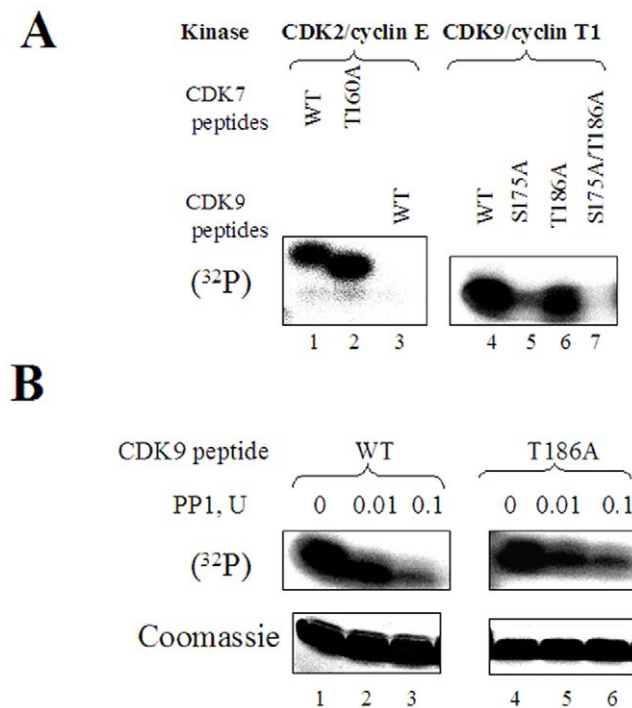 A
Kinase CDK2/cyclin E CDK9/cyclin T1
CDK7 peptides
WT T160A
CDK9 peptides
WT WT S175A T186A S175A/T186A
(³²P)
1 2 3 4 5 6 7
B
CDK9 peptide WT T186A
PP1, U 0 0.01 0.1 0 0.01 0.1
(³²P)
Coomassie
1 2 3 4 5 6